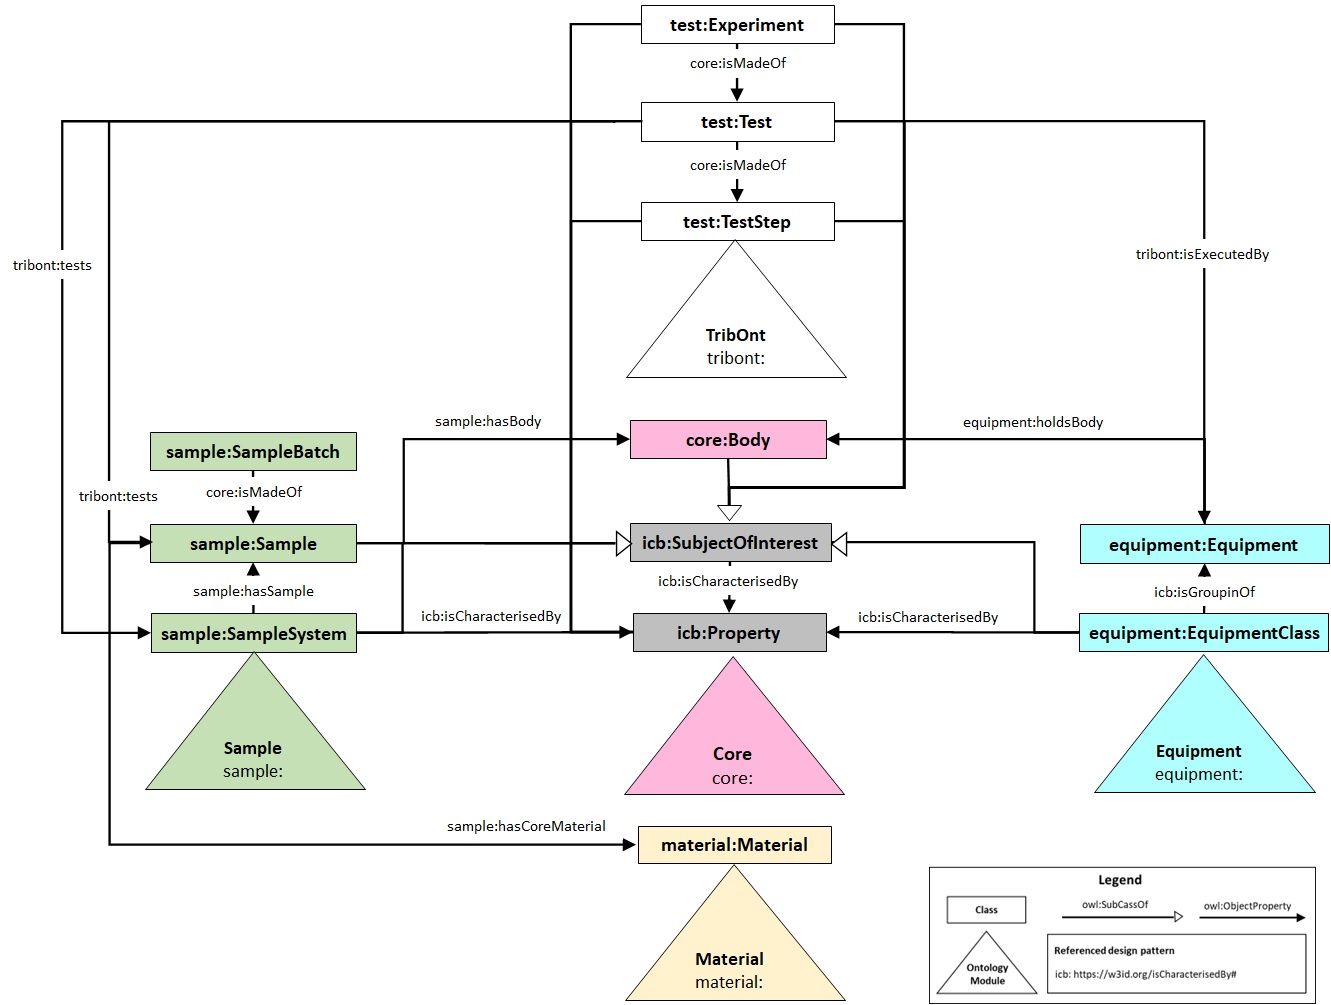 test:Experiment
core:isMadeOf
test:Test
core:isMadeOf
test:TestStep
tribont:tests
tribont:isExecutedBy
TribOnt
tribont:
sample:hasBody
core:Body
equipment:holdsBody
sample:SampleBatch
core:isMadeOf
tribont:tests
sample:Sample
icb:SubjectOfInterest
equipment:Equipment
icb:isCharacterisedBy
sample:hasSample
icb:isGroupinOf
icb:isCharacterisedBy
icb:isCharacterisedBy
sample:SampleSystem
icb:Property
equipment:EquipmentClass
Sample
sample:
Core
core:
Equipment
equipment:
sample:hasCoreMaterial
material:Material
Material
material:
Legend
Class
owl:SubCassOf
owl:ObjectProperty
Ontology
Module
Referenced design pattern
icb: https://w3id.org/isCharacterisedBy#